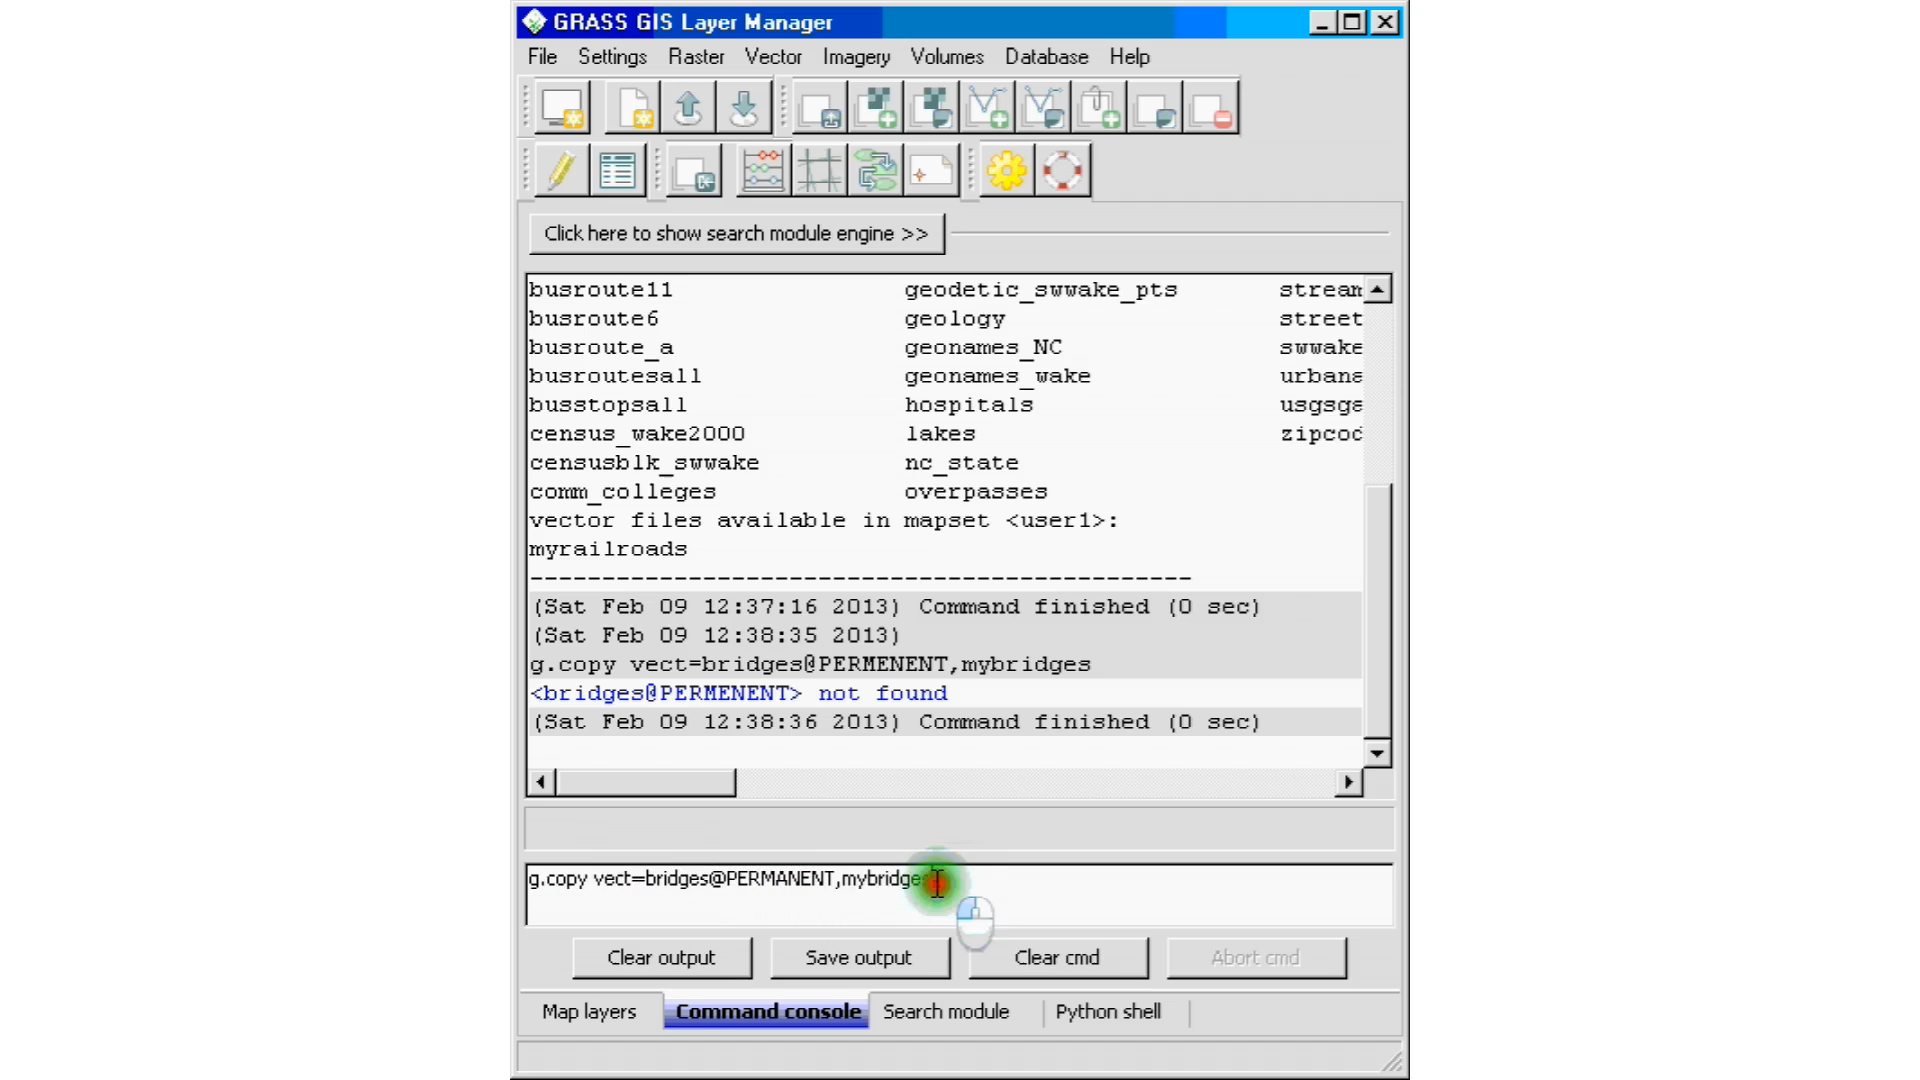 GRASS GIS Layer Manager
File Settings Raster Vector Imagery Volumes Database Help
Click here to show search module engine >>
busroute11 geodetic_swwake_pts stream
busroute6 geology street
busroute_a geonames_NC swwake
busroutesall geonames_wake urbana
busstopsall hospitals usgsga
census_wake2000 lakes zipcod
censusblk_swwake nc_state
comm_colleges overpasses
vector files available in mapset <user1>:
myrailroads
----------------------------------------------
(Sat Feb 09 12:37:16 2013) Command finished (0 sec)
(Sat Feb 09 12:38:35 2013)
g.copy vect=bridges@PERMENENT,mybridges
<bridges@PERMENENT> not found
(Sat Feb 09 12:38:36 2013) Command finished (0 sec)
g.copy vect=bridges@PERMANENT,mybridges
Clear output Save output Clear cmd Abort cmd
Map layers Command console Search module Python shell